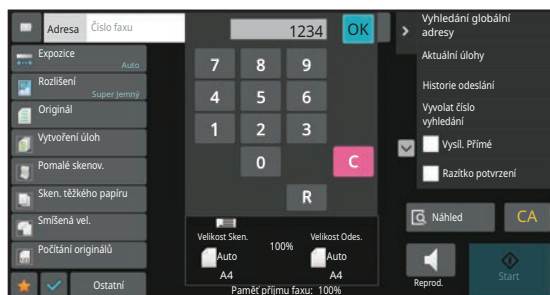 Adresa
Číslo faxu
1234
OK
Expozice
Auto
Rozlišení
Super Jemný
Originál
Vytvoření úloh
Pomalé skenov.
Sken. těžkého papíru
Smíšená vel.
Počítání originálů
Ostatní
7 8 9
4 5 6
1 2 3
0
C
R
Velikost Sken.
100%
Velikost Odes.
Auto
A4
Auto
A4
Paměť příjmu faxu: 100%
Vyhledání globální
adresy
Aktuální úlohy
Historie odeslání
Vyvolat číslo
vyhledání
Vysíl. Přímé
Razítko potvrzení
Náhled
CA
Reprod.
Start